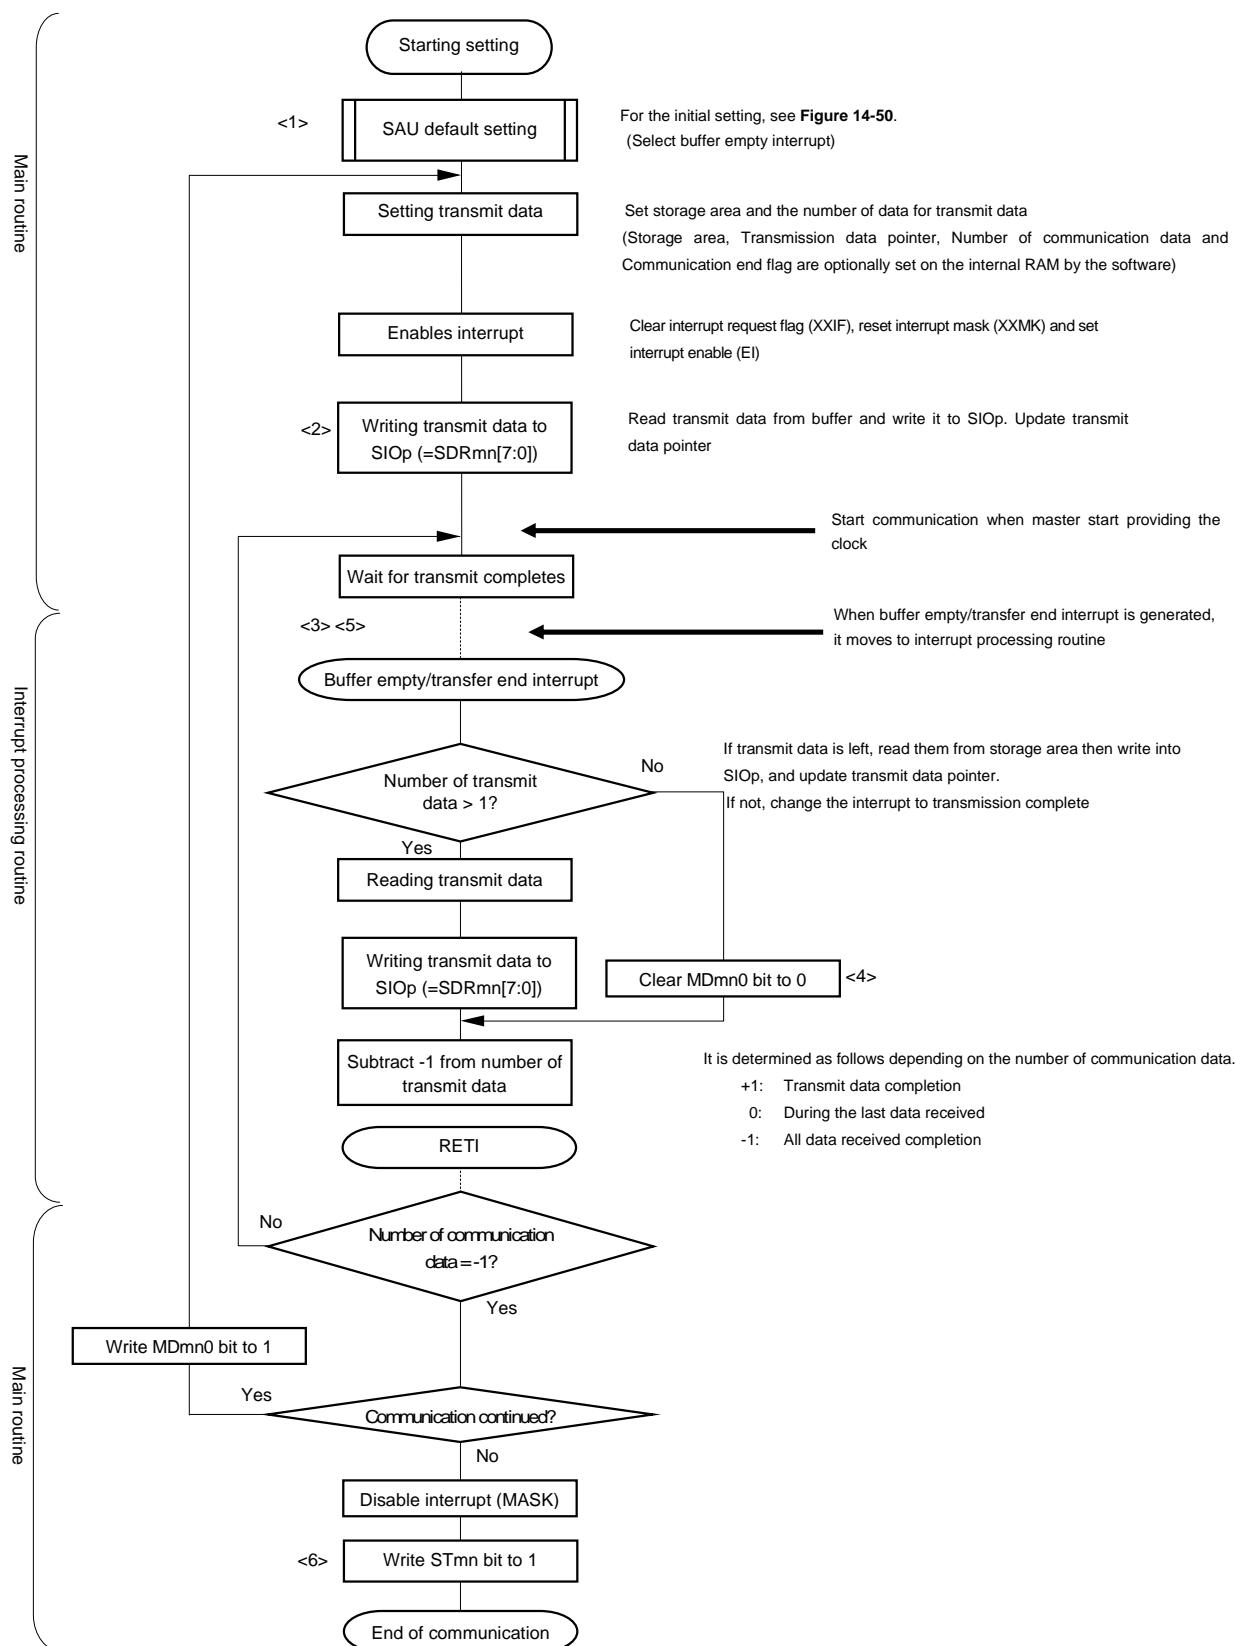 Starting setting
<1>
SAU default setting
For the initial setting, see Figure 14-50.
(Select buffer empty interrupt)
Main routine
Setting transmit data
Set storage area and the number of data for transmit data
(Storage area, Transmission data pointer, Number of communication data and
Communication end flag are optionally set on the internal RAM by the software)
Enables interrupt
Clear interrupt request flag (XXIF), reset interrupt mask (XXMK) and set
interrupt enable (EI)
<2>
Writing transmit data to
SIOp (=SDRmn[7:0])
Read transmit data from buffer and write it to SIOp. Update transmit
data pointer
Start communication when master start providing the
clock
Wait for transmit completes
<3> <5>
When buffer empty/transfer end interrupt is generated,
it moves to interrupt processing routine
Buffer empty/transfer end interrupt
Interrupt processing routine
Number of transmit
data > 1?
No
If transmit data is left, read them from storage area then write into
SIOp, and update transmit data pointer.
If not, change the interrupt to transmission complete
Yes
Reading transmit data
Writing transmit data to
SIOp (=SDRmn[7:0])
Clear MDmn0 bit to 0
<4>
Subtract -1 from number of
transmit data
It is determined as follows depending on the number of communication data.
+1: Transmit data completion
0: During the last data received
-1: All data received completion
RETI
No
Number of communication
data = -1?
Yes
Write MDmn0 bit to 1
Main routine
Yes
Communication continued?
No
Disable interrupt (MASK)
<6>
Write STmn bit to 1
End of communication